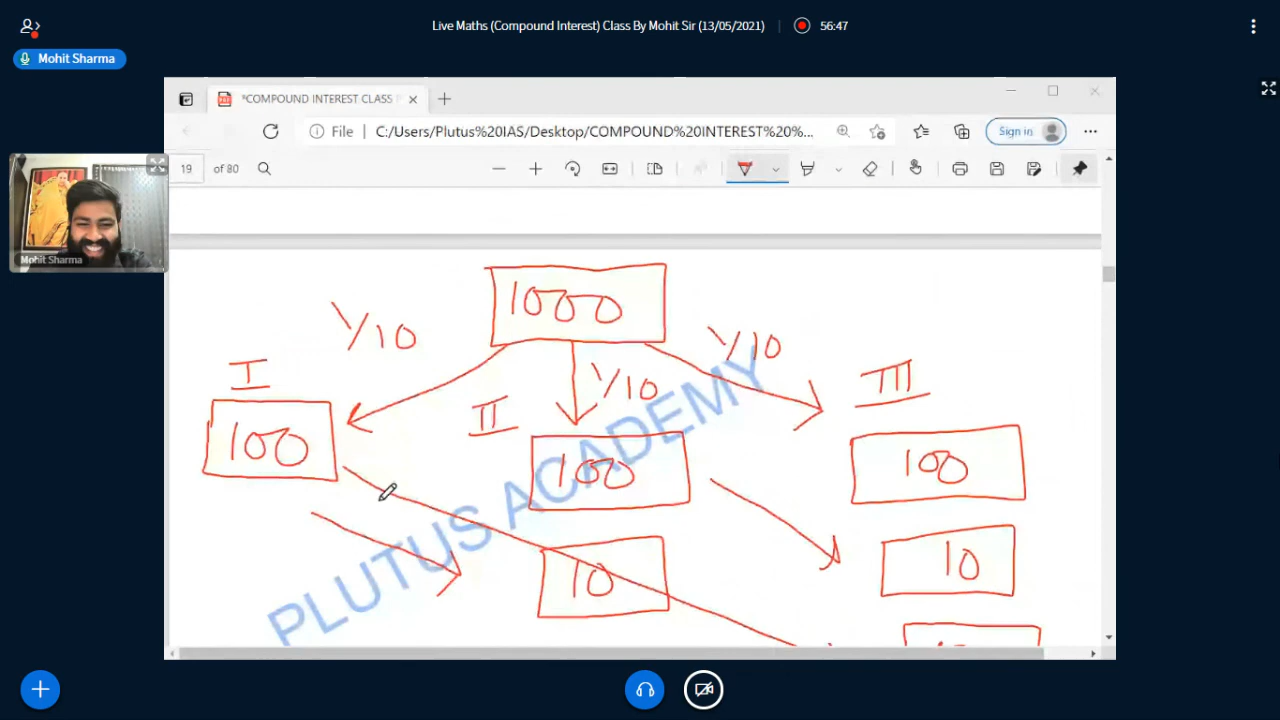 Live Maths (Compound Interest) Class By Mohit Sir (13/05/2021)
56:47
Mohit Sharma
*COMPOUND INTEREST CLASS
File
C:/Users/Plutus%20IAS/Desktop/COMPOUND%20INTEREST%20%...
Sign in
19 of 80
Mohit Sharma
1000
1/10
1/10
1/10
I
II
III
100
100
100
10
10
PLUTUS ACADEMY